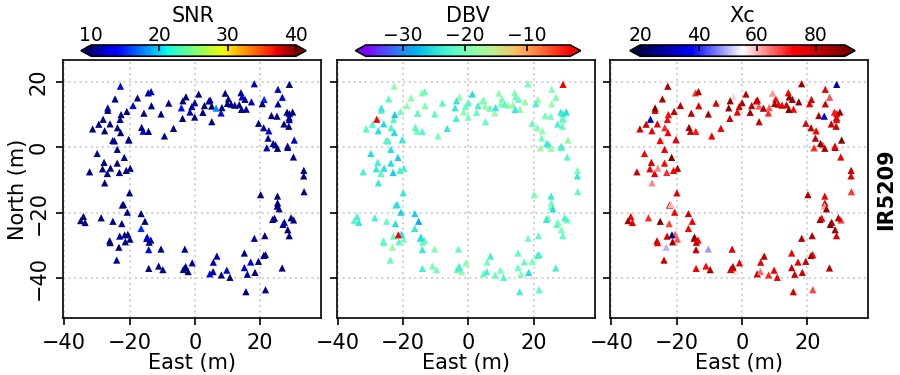 SNR DBV Xc
10 20 30 40 −30 −20 −10 20 40 60 80
20
0
−20
−40
North (m)
−40 −20 0 20 −40 −20 0 20 −40 −20 0 20
East (m) East (m) East (m)
IR5209